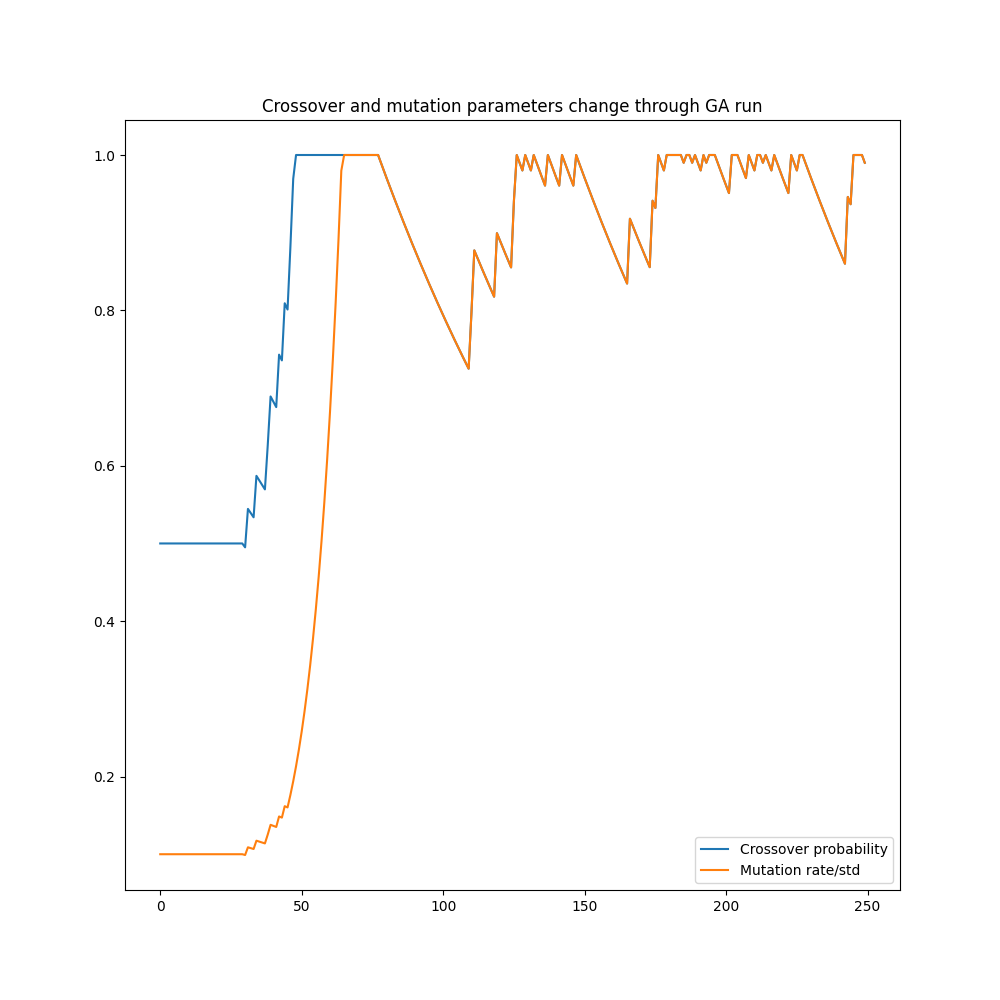 Crossover and mutation parameters change through GA run
1.0
0.8
0.6
0.4
0.2
0 50 100 150 200 250
Crossover probability
Mutation rate/std